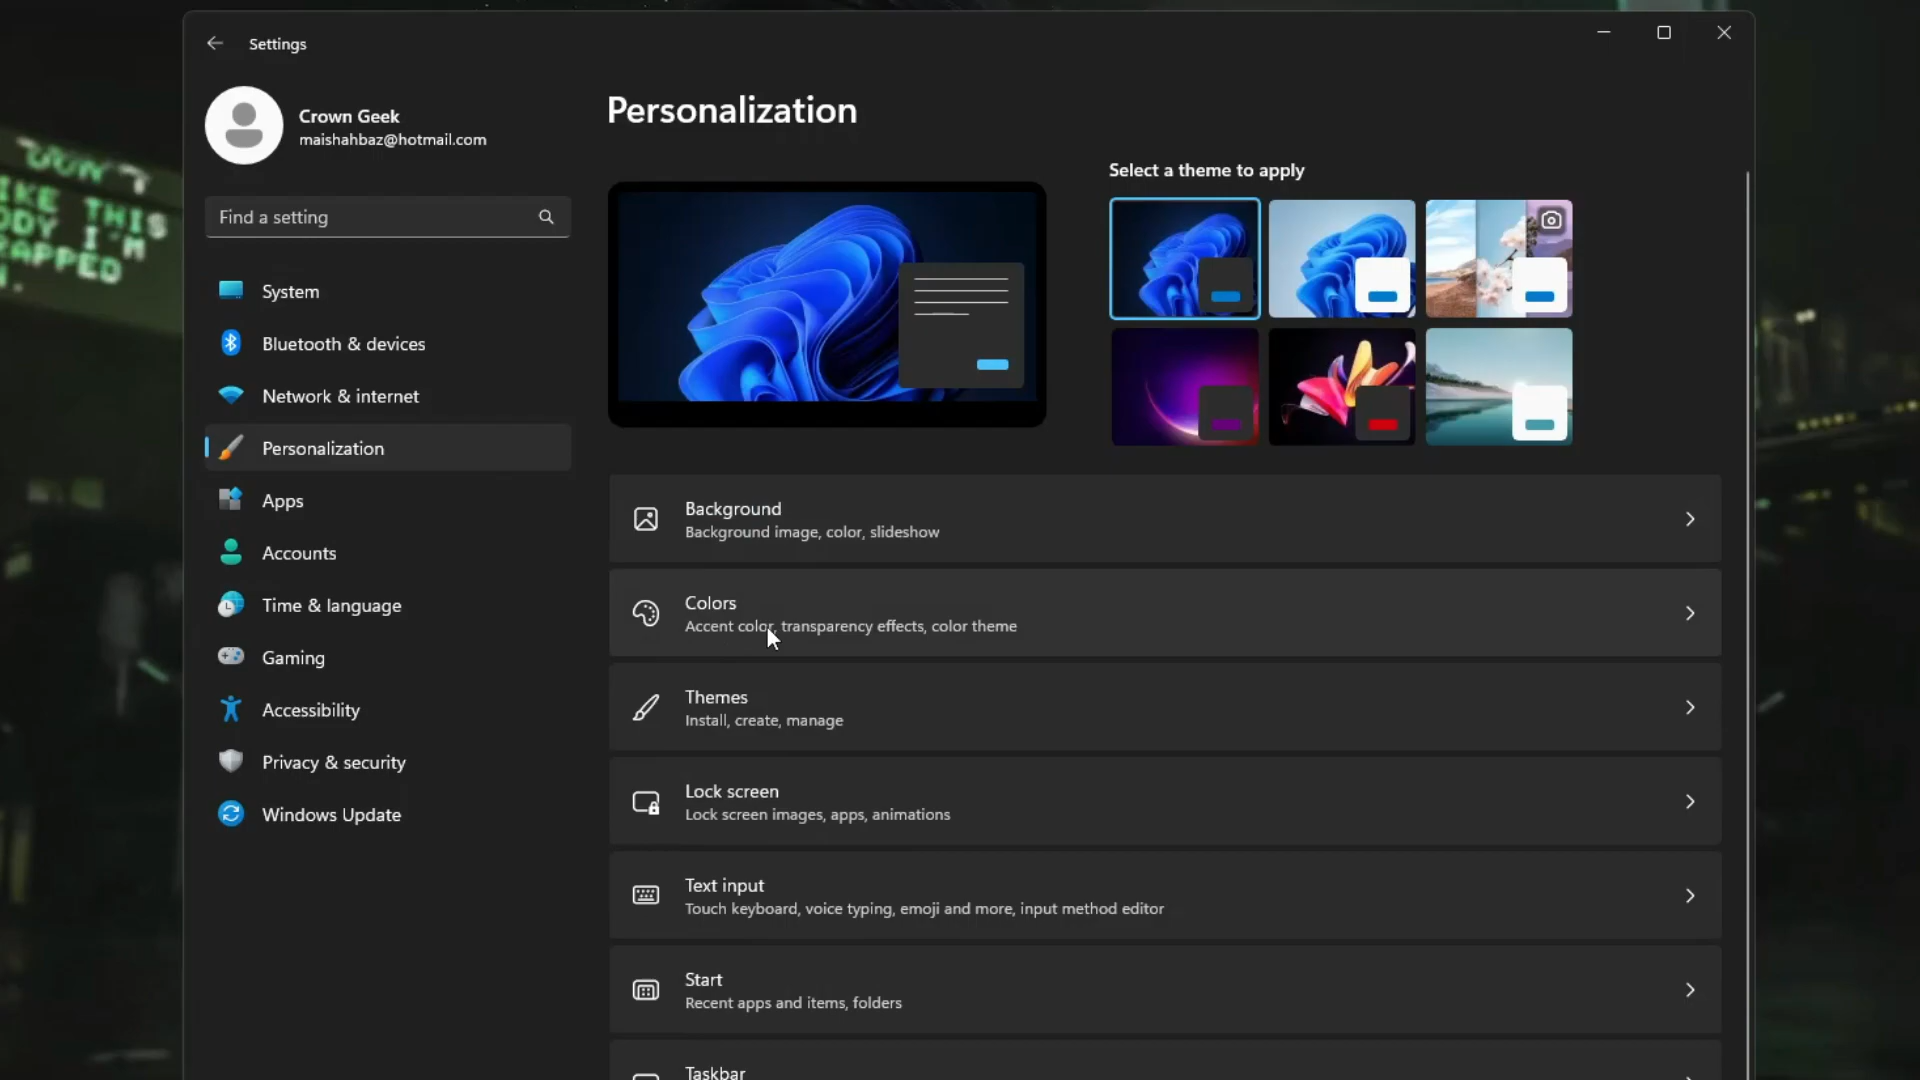 Settings
Crown Geek
maishahbaz@hotmail.com
Find a setting
System
Bluetooth & devices
Network & internet
Personalization
Apps
Accounts
Time & language
Gaming
Accessibility
Privacy & security
Windows Update
Personalization
Select a theme to apply
Background
Background image, color, slideshow
Colors
Accent color, transparency effects, color theme
Themes
Install, create, manage
Lock screen
Lock screen images, apps, animations
Text input
Touch keyboard, voice typing, emoji and more, input method editor
Start
Recent apps and items, folders
Taskbar
THIS
I'M